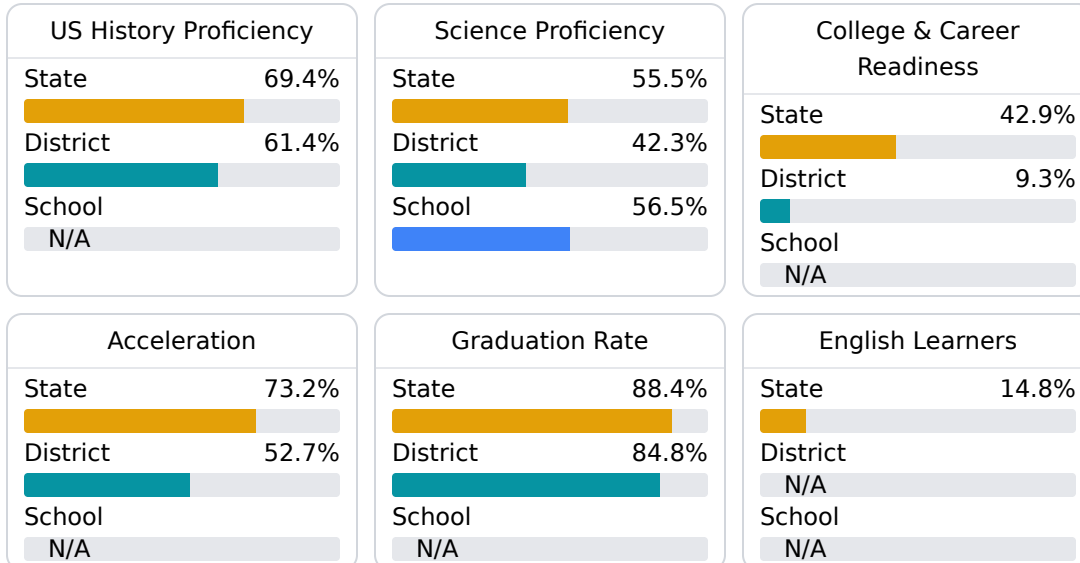 US History Proficiency
State 69.4%
District 61.4%
School
N/A
Science Proficiency
State 55.5%
District 42.3%
School 56.5%
College & Career
Readiness
State 42.9%
District 9.3%
School
N/A
Acceleration
State 73.2%
District 52.7%
School
N/A
Graduation Rate
State 88.4%
District 84.8%
School
N/A
English Learners
State 14.8%
District
N/A
School
N/A